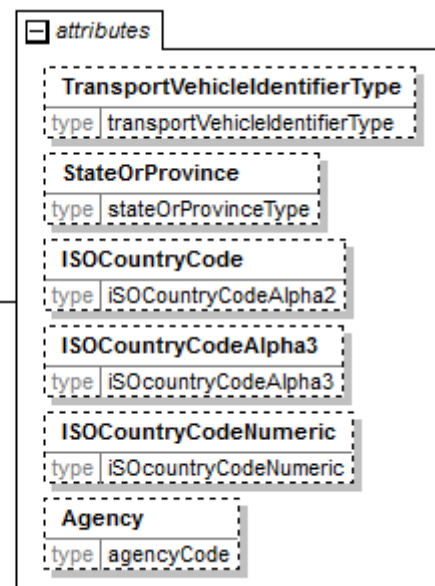 attributes
TransportVehicleIdentifierType
type transportVehicleIdentifierType
StateOrProvince
type stateOrProvinceType
ISOCountryCode
type iSOCountryCodeAlpha2
ISOCountryCodeAlpha3
type iSOcountryCodeAlpha3
ISOCountryCodeNumeric
type iSOcountryCodeNumeric
Agency
type agencyCode